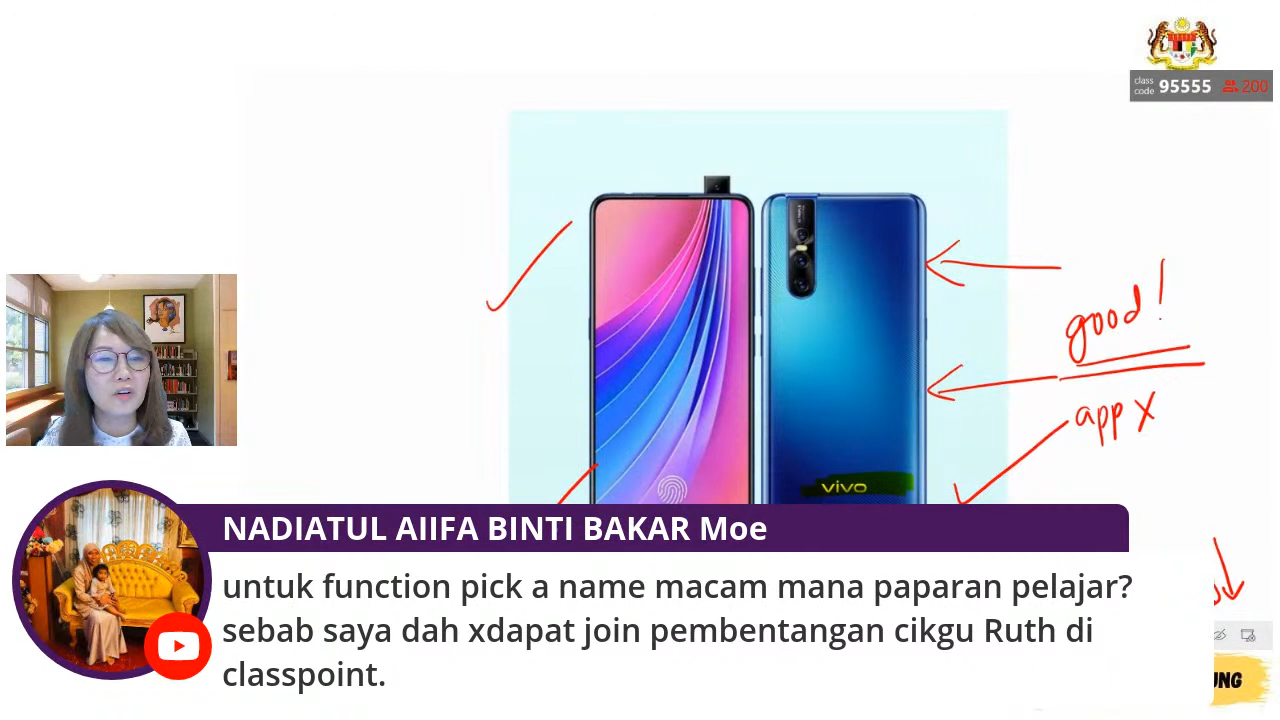 class
code 95555 200
good!
app X
vivo
NADIATUL AIIFA BINTI BAKAR Moe
untuk function pick a name macam mana paparan pelajar?
sebab saya dah xdapat join pembentangan cikgu Ruth di
classpoint.